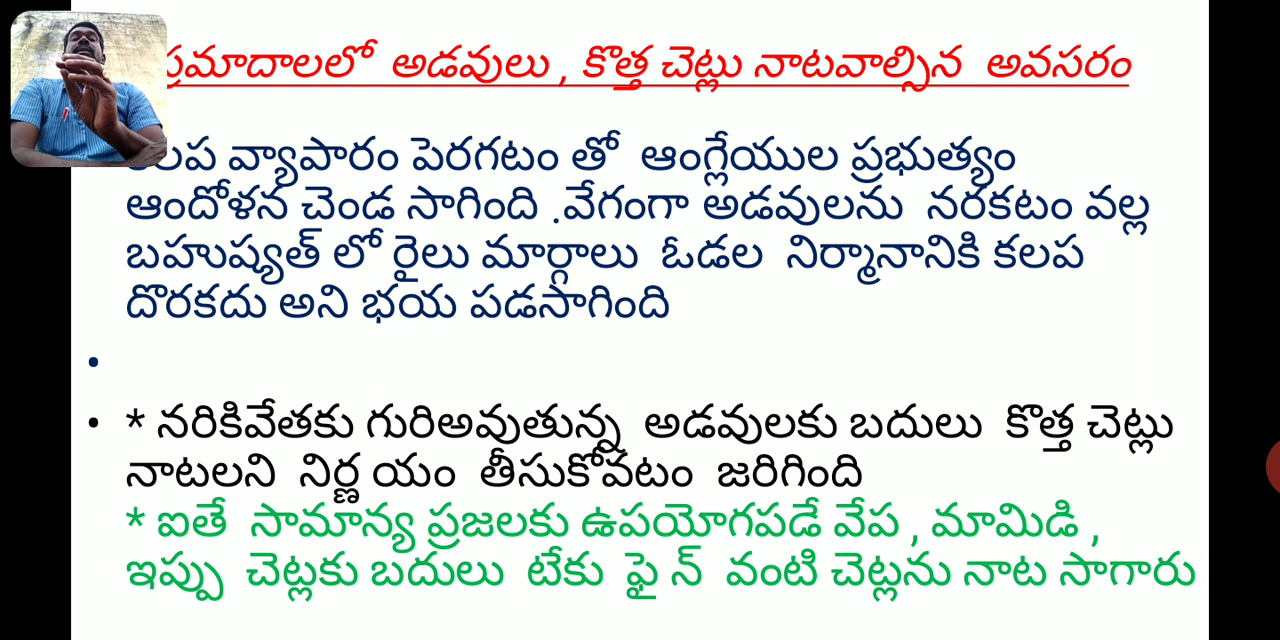 ప్రమాదాలలో అడవులు , కొత్త చెట్లు నాటవాల్సిన అవసరం
వ్యాపారం పెరగటం తో ఆంగ్లేయుల ప్రభుత్యం
ఆందోళన చెండ సాగింది .వేగంగా అడవులను నరకటం వల్ల
బహుష్యత్ లో రైలు మార్గాలు ఓడల నిర్మానానికి కలప
దొరకదు అని భయ పడసాగింది
* నరికివేతకు గురిఅవుతున్న అడవులకు బదులు కొత్త చెట్లు
నాటలని నిర్ణ యం తీసుకోవటం జరిగింది
* ఐతే సామాన్య ప్రజలకు ఉపయోగపడే వేప , మామిడి ,
ఇప్పు చెట్లకు బదులు టేకు ఫై న్ వంటి చెట్లను నాట సాగారు